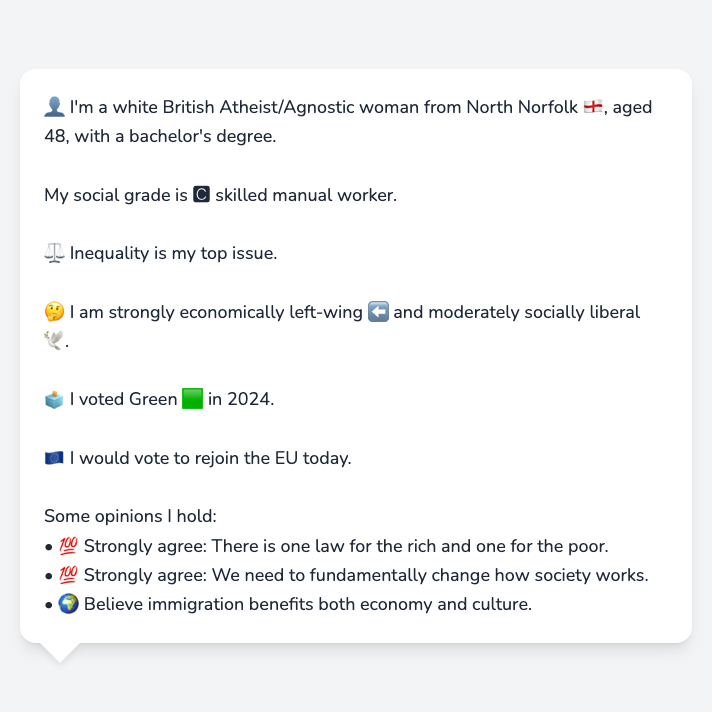 👤 I'm a white British Atheist/Agnostic woman from North Norfolk 🏴󠁧󠁢󠁥󠁮󠁧󠁿, aged
48, with a bachelor's degree.
My social grade is 🅲 skilled manual worker.
⚖️ Inequality is my top issue.
🤔 I am strongly economically left-wing ⬅️ and moderately socially liberal
🕊️.
🗳️ I voted Green 🟩 in 2024.
🇪🇺 I would vote to rejoin the EU today.
Some opinions I hold:
• 💯 Strongly agree: There is one law for the rich and one for the poor.
• 💯 Strongly agree: We need to fundamentally change how society works.
• 🌍 Believe immigration benefits both economy and culture.